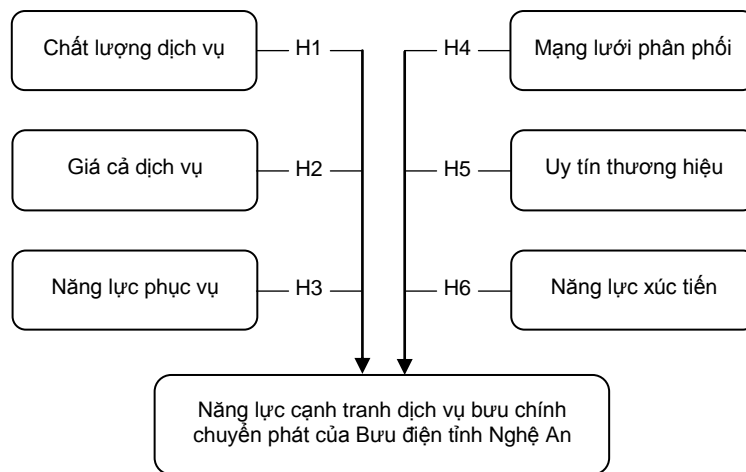 Chất lượng dịch vụ H1 H4 Mạng lưới phân phối
Giá cả dịch vụ H2 H5 Uy tín thương hiệu
Năng lực phục vụ H3 H6 Năng lực xúc tiến
Năng lực cạnh tranh dịch vụ bưu chính
chuyển phát của Bưu điện tỉnh Nghệ An